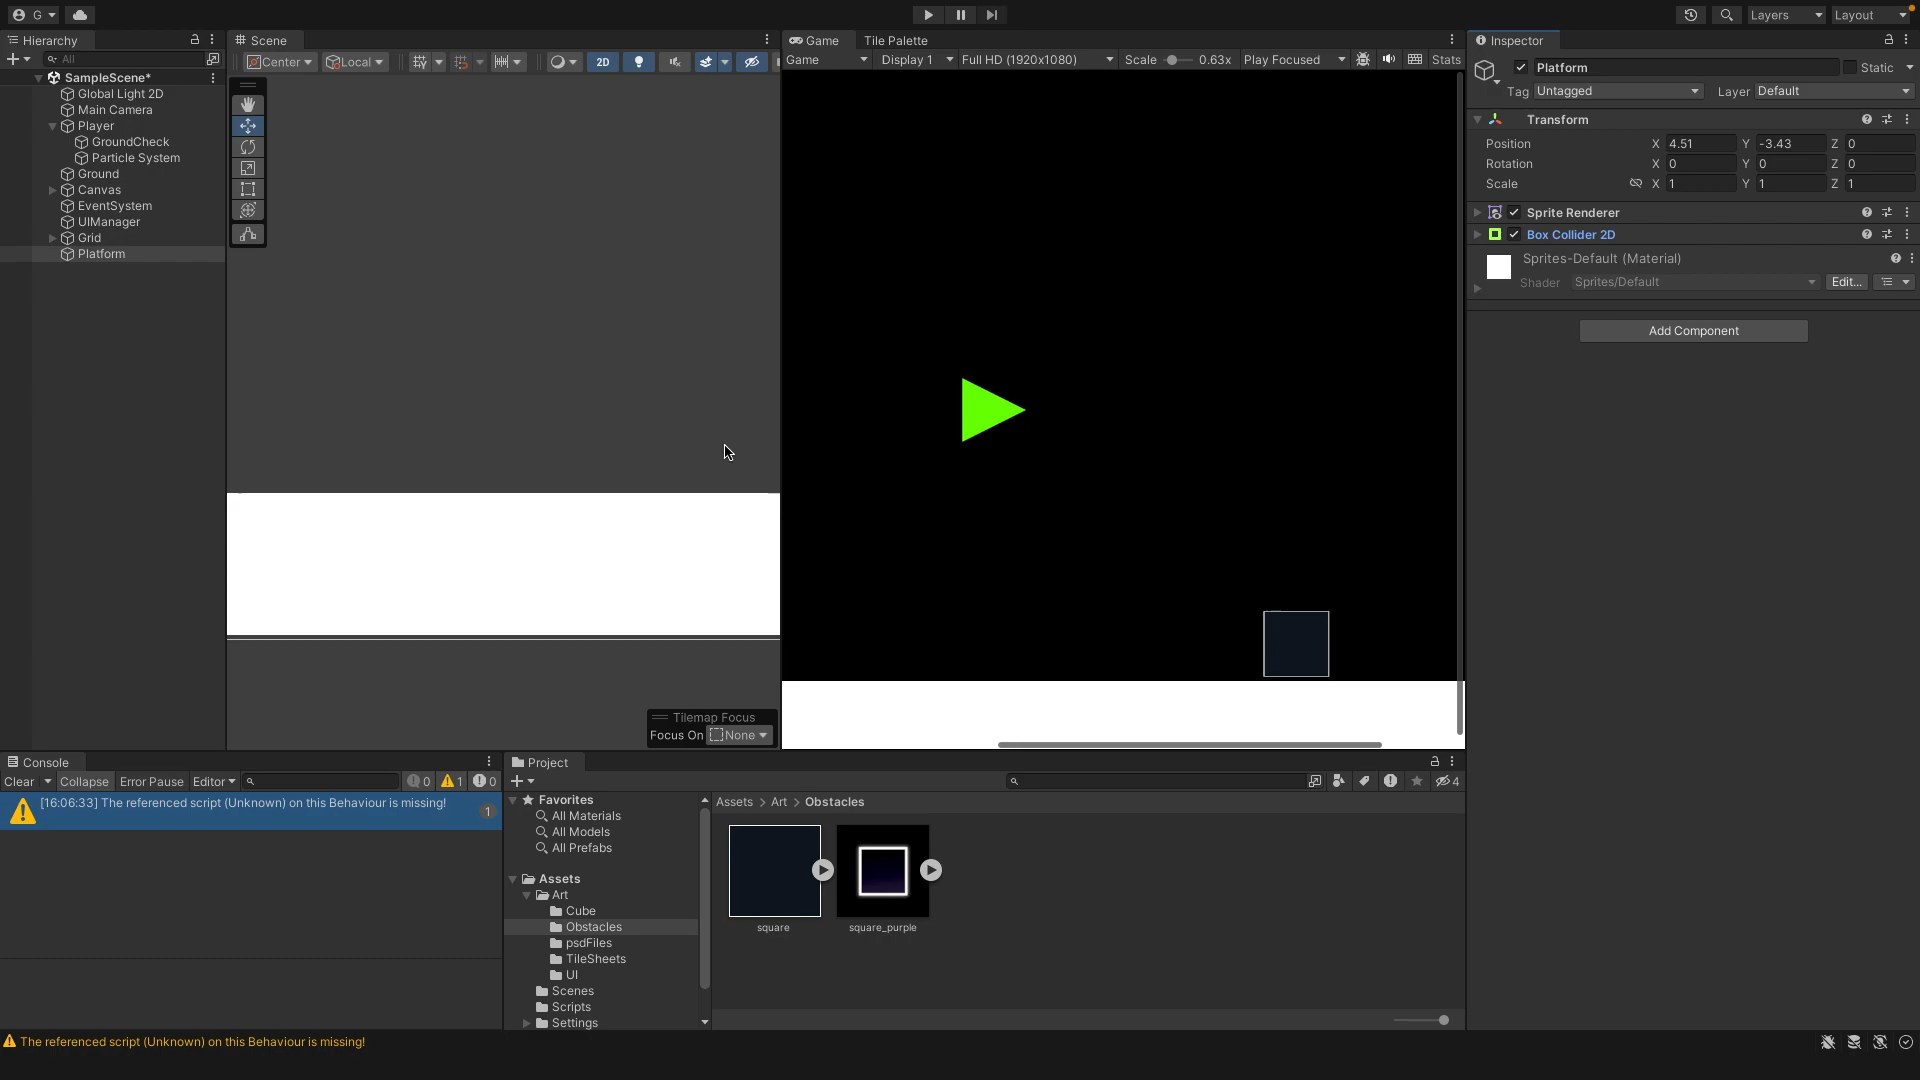 G
Layers
Layout
Hierarchy
All
SampleScene*
Global Light 2D
Main Camera
Player
GroundCheck
Particle System
Ground
Canvas
EventSystem
UIManager
Grid
Platform
Scene
Center
Local
2D
Tilemap Focus
Focus On None
Game
Tile Palette
Game
Display 1
Full HD (1920x1080)
Scale
0.63x
Play Focused
Stats
Inspector
Platform
Static
Tag Untagged
Layer Default
Transform
Position X 4.51 Y -3.43 Z 0
Rotation X 0 Y 0 Z 0
Scale X 1 Y 1 Z 1
Sprite Renderer
Box Collider 2D
Sprites-Default (Material)
Shader Sprites/Default
Edit...
Add Component
Console
Clear
Collapse
Error Pause
Editor
0
1
0
[16:06:33] The referenced script (Unknown) on this Behaviour is missing!
1
Project
4
Favorites
All Materials
All Models
All Prefabs
Assets
Art
Cube
Obstacles
psdFiles
TileSheets
UI
Scenes
Scripts
Settings
Assets > Art > Obstacles
square
square_purple
The referenced script (Unknown) on this Behaviour is missing!